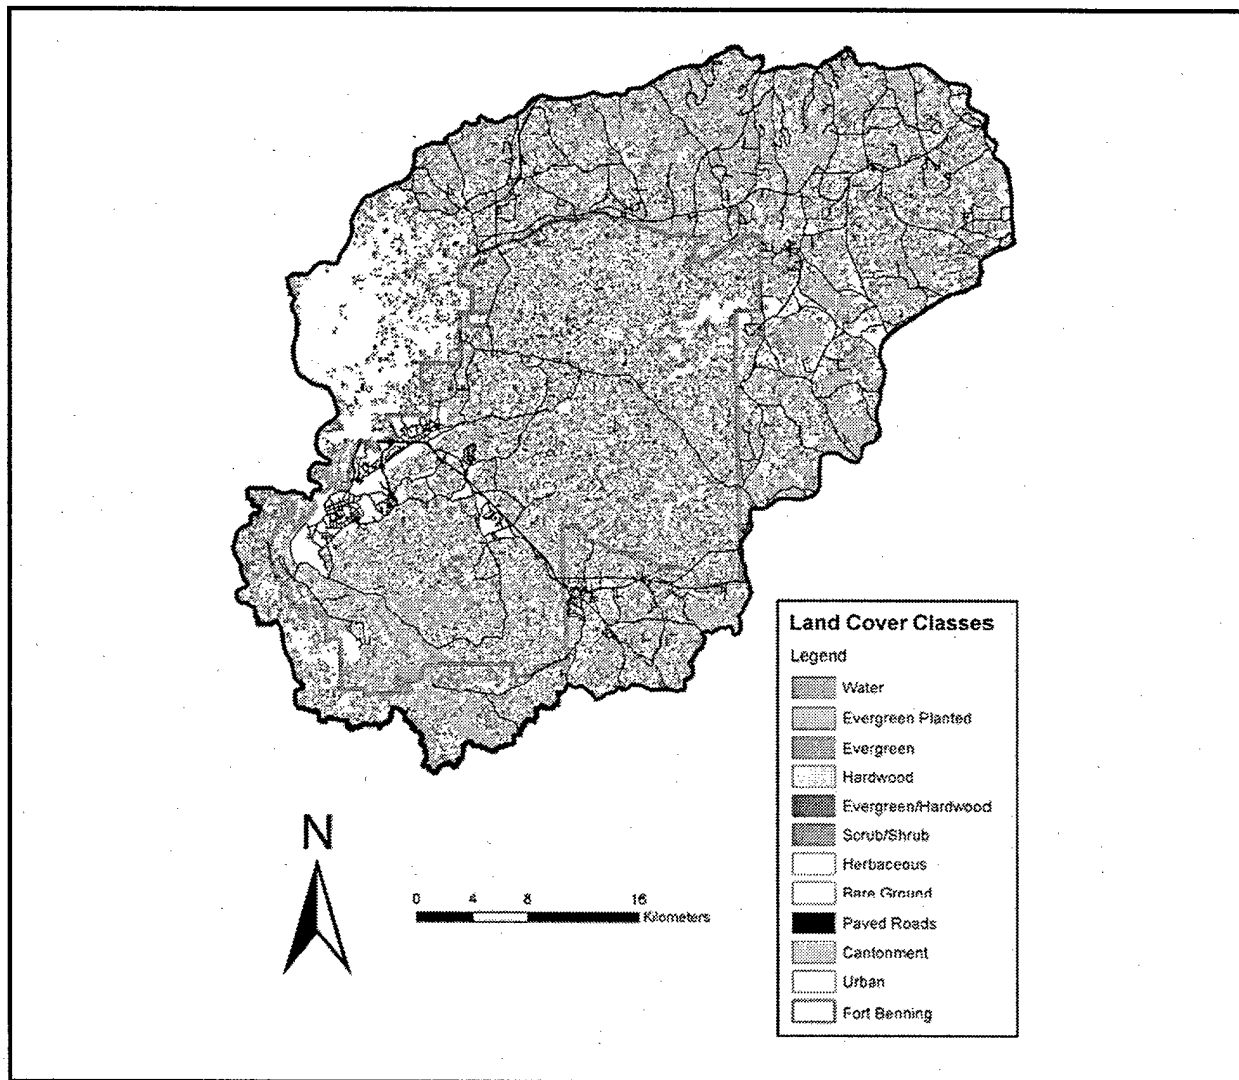 Land Cover Classes
Legend
Water
Evergreen Planted
Evergreen
Hardwood
Evergreen/Hardwood
Scrub/Shrub
Herbaceous
Bare Ground
Paved Roads
Cantonment
Urban
Fort Benning
N
0 4 8 16
Kilometers